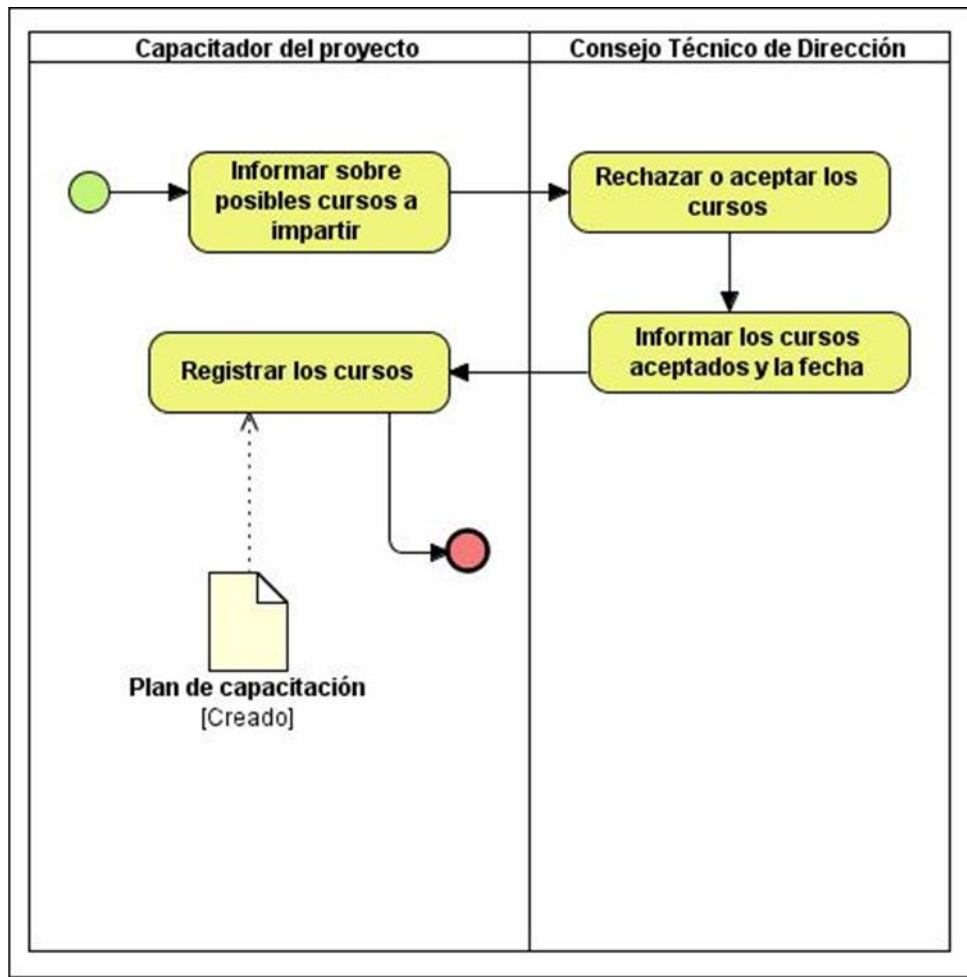 Capacitador del proyecto
Consejo Técnico de Dirección
Informar sobre
posibles cursos a
impartir
Rechazar o aceptar los
cursos
Informar los cursos
aceptados y la fecha
Registrar los cursos
Plan de capacitación
[Creado]